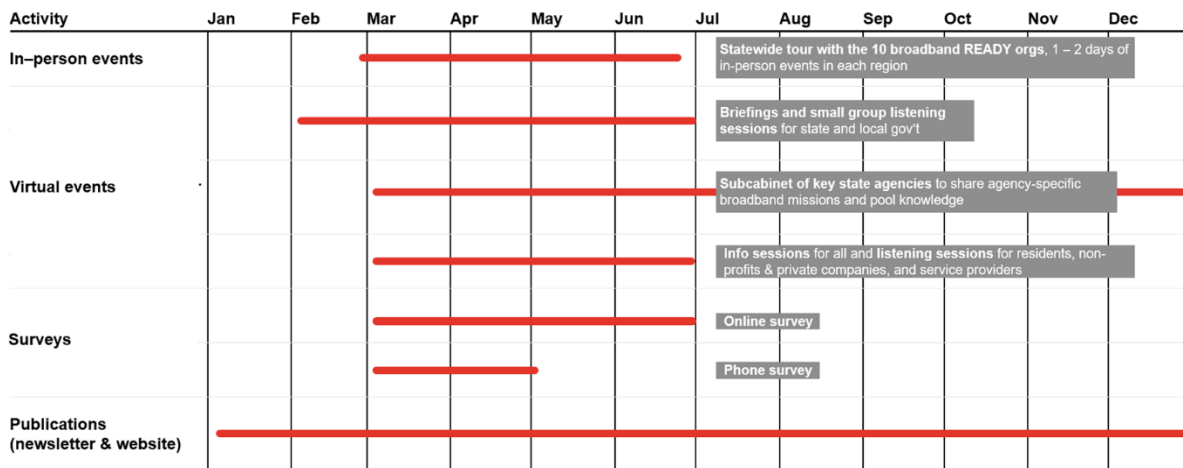 Activity Jan Feb Mar Apr May Jun Jul Aug Sep Oct Nov Dec
In–person events
Statewide tour with the 10 broadband READY orgs, 1 – 2 days of
in-person events in each region
Briefings and small group listening
sessions for state and local gov't
Virtual events
Subcabinet of key state agencies to share agency-specific
broadband missions and pool knowledge
Info sessions for all and listening sessions for residents, non-
profits & private companies, and service providers
Surveys
Online survey
Phone survey
Publications
(newsletter & website)